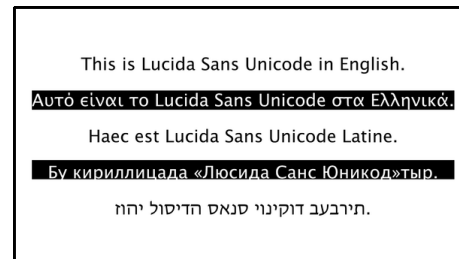 This is Lucida Sans Unicode in English.
Αυτό είναι το Lucida Sans Unicode στα Ελληνικά.
Haec est Lucida Sans Unicode Latine.
Бу кириллицада «Люсида Санс Юникод»тыр.
.תירבעב דוקינוי סנאס הדיסול יהוז